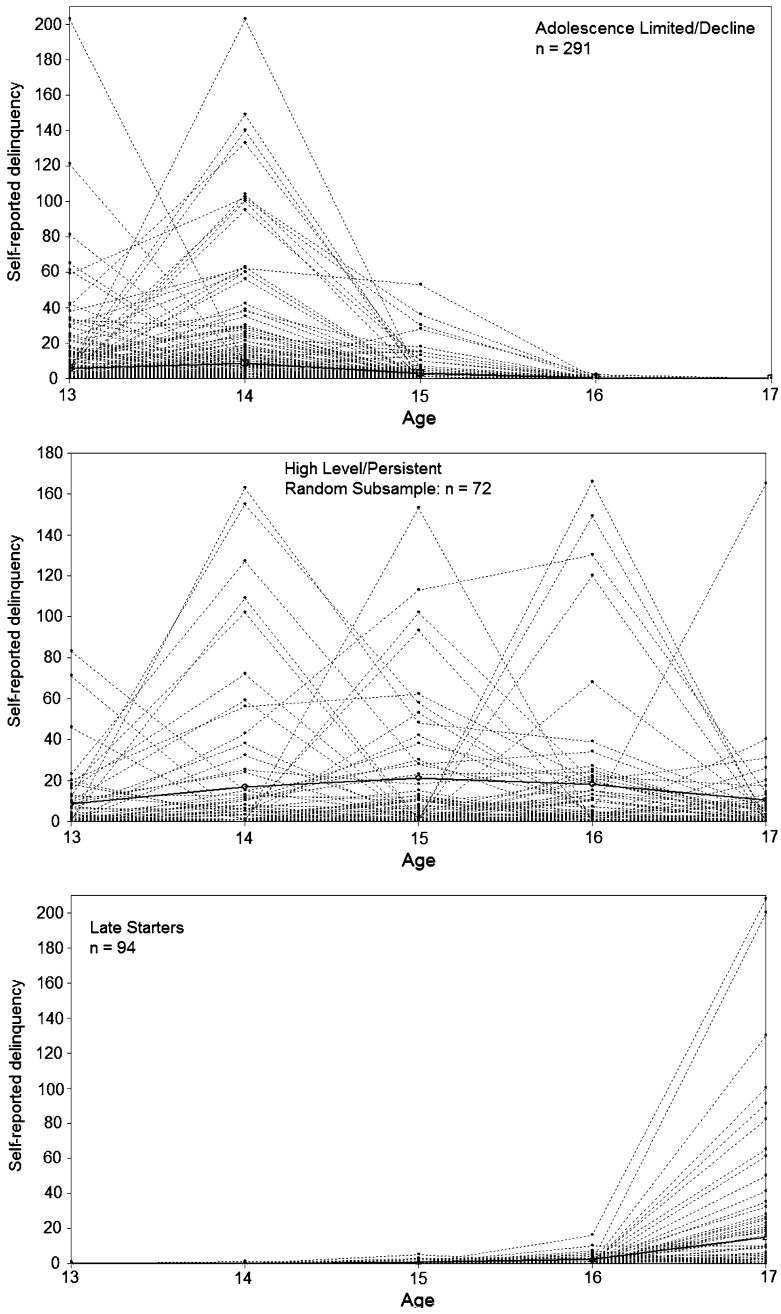 Adolescence Limited/Decline
n = 291
Self-reported delinquency
200
180
160
140
120
100
80
60
40
20
0
13 14 15 16 17
Age
High Level/Persistent
Random Subsample: n = 72
Self-reported delinquency
180
160
140
120
100
80
60
40
20
0
13 14 15 16 17
Age
Late Starters
n = 94
Self-reported delinquency
200
180
160
140
120
100
80
60
40
20
0
13 14 15 16 17
Age